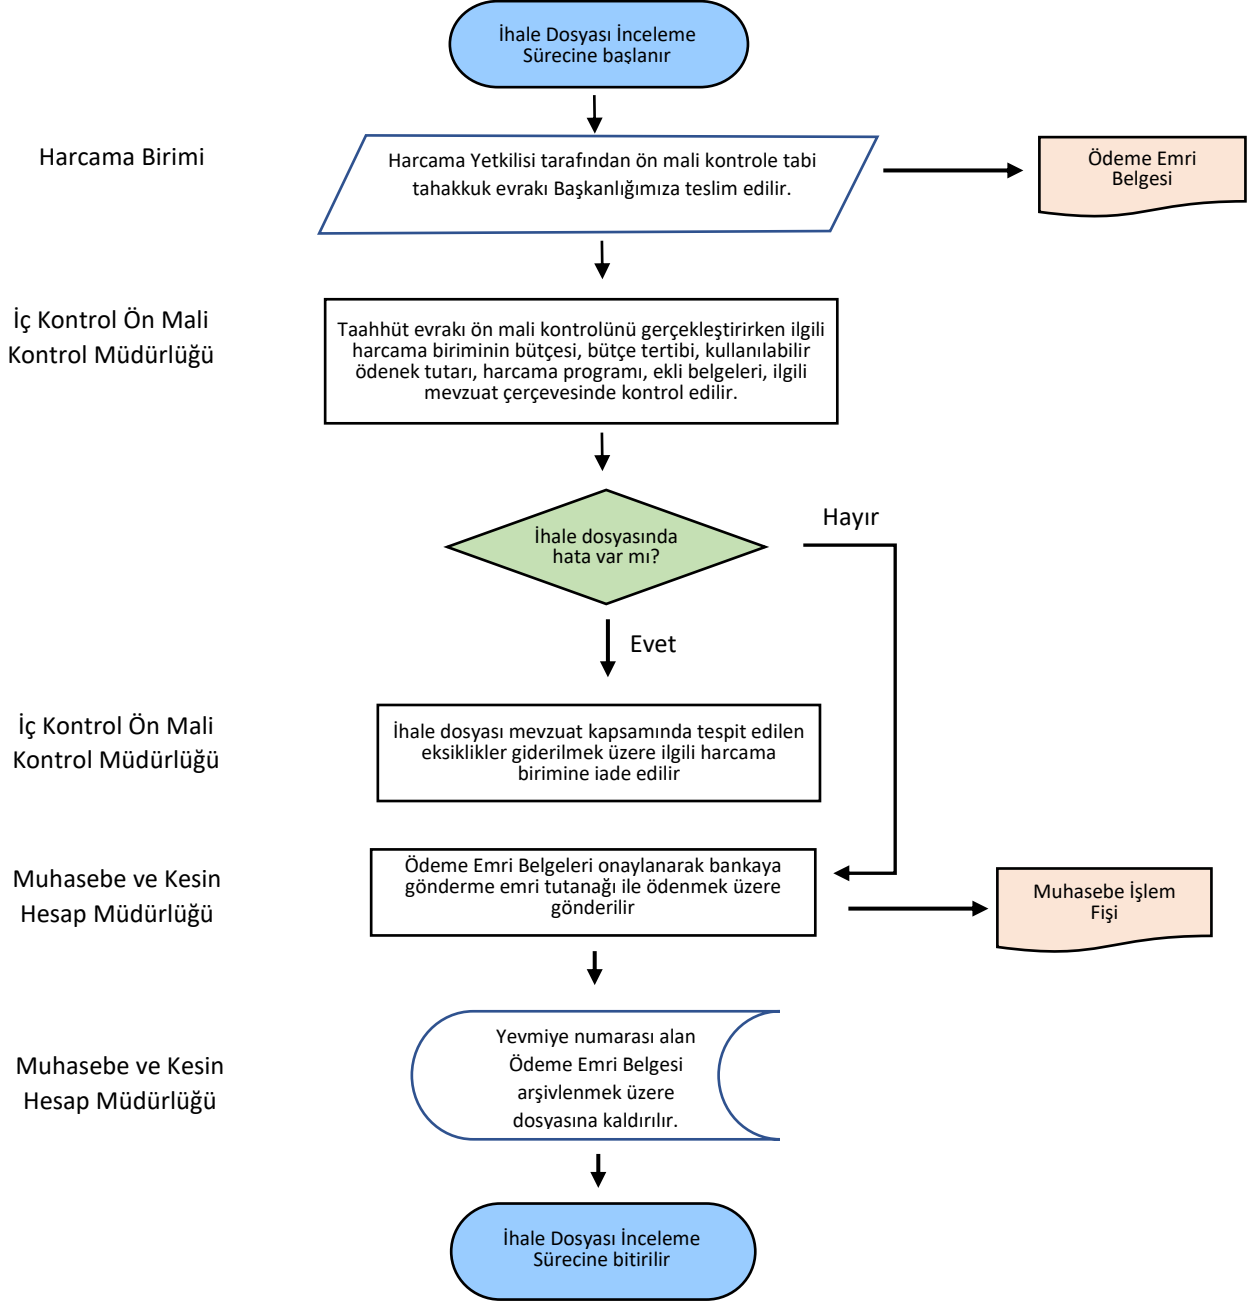 İhale Dosyası İnceleme
Sürecine başlanır
Harcama Birimi
Harcama Yetkilisi tarafından ön mali kontrole tabi
tahakkuk evrakı Başkanlığımıza teslim edilir.
Ödeme Emri
Belgesi
İç Kontrol Ön Mali
Kontrol Müdürlüğü
Taahhüt evrakı ön mali kontrolünü gerçekleştirirken ilgili
harcama biriminin bütçesi, bütçe tertibi, kullanılabilir
ödenek tutarı, harcama programı, ekli belgeleri, ilgili
mevzuat çerçevesinde kontrol edilir.
Hayır
İhale dosyasında
hata var mı?
Evet
İç Kontrol Ön Mali
Kontrol Müdürlüğü
İhale dosyası mevzuat kapsamında tespit edilen
eksiklikler giderilmek üzere ilgili harcama
birimine iade edilir
Muhasebe ve Kesin
Hesap Müdürlüğü
Ödeme Emri Belgeleri onaylanarak bankaya
gönderme emri tutanağı ile ödenmek üzere
gönderilir
Muhasebe İşlem
Fişi
Muhasebe ve Kesin
Hesap Müdürlüğü
Yevmiye numarası alan
Ödeme Emri Belgesi
arşivlenmek üzere
dosyasına kaldırılır.
İhale Dosyası İnceleme
Sürecine bitirilir